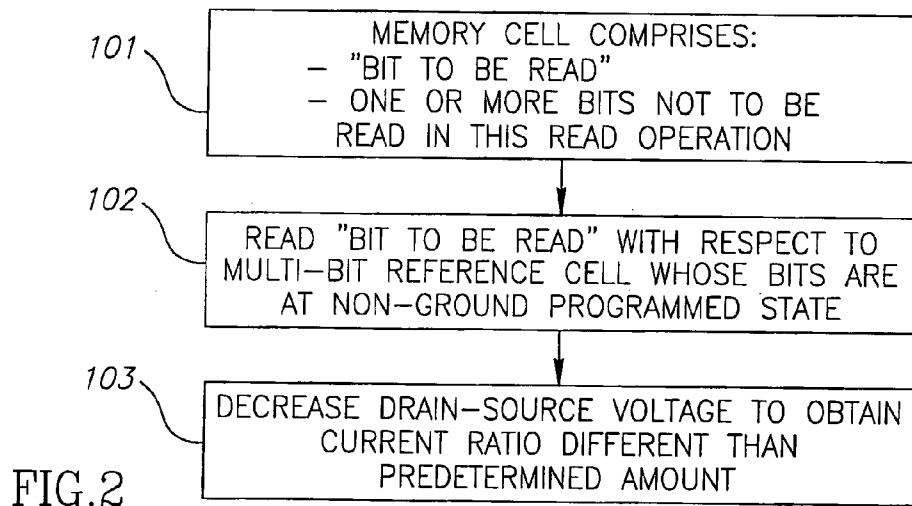 101
MEMORY CELL COMPRISES:
– "BIT TO BE READ"
– ONE OR MORE BITS NOT TO BE
READ IN THIS READ OPERATION
102
READ "BIT TO BE READ" WITH RESPECT TO
MULTI–BIT REFERENCE CELL WHOSE BITS ARE
AT NON–GROUND PROGRAMMED STATE
103
DECREASE DRAIN–SOURCE VOLTAGE TO OBTAIN
CURRENT RATIO DIFFERENT THAN
PREDETERMINED AMOUNT
FIG.2